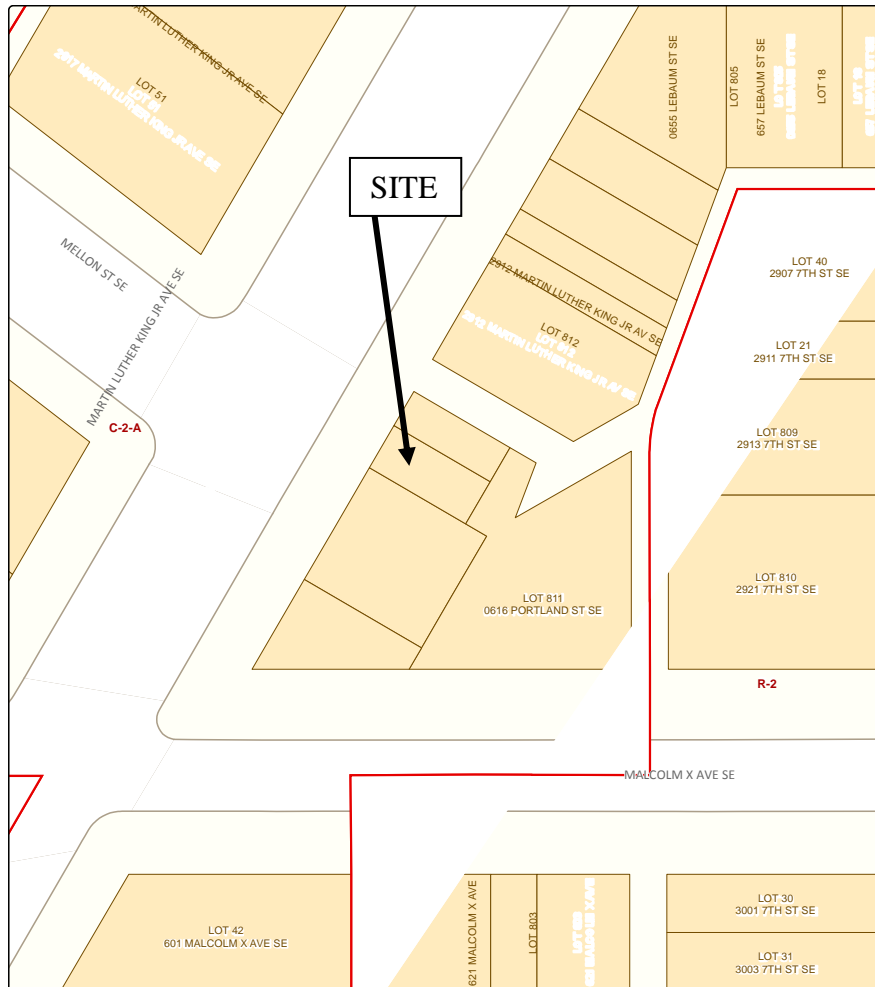 MARTIN LUTHER KING JR AVE SE
LOT 51
2917 MARTIN LUTHER KING JR AVE SE
0655 LEBAUM ST SE
LOT 805
657 LEBAUM ST SE
LOT 18
SITE
MELLON ST SE
MARTIN LUTHER KING JR AVE SE
C-2-A
2912 MARTIN LUTHER KING JR AV SE
LOT 812
2912 MARTIN LUTHER KING JR AV SE
LOT 40
2907 7TH ST SE
LOT 21
2911 7TH ST SE
LOT 809
2913 7TH ST SE
LOT 810
2921 7TH ST SE
LOT 811
0616 PORTLAND ST SE
R-2
MALCOLM X AVE SE
LOT 42
601 MALCOLM X AVE SE
621 MALCOLM X AVE
LOT 803
LOT 30
3001 7TH ST SE
LOT 31
3003 7TH ST SE